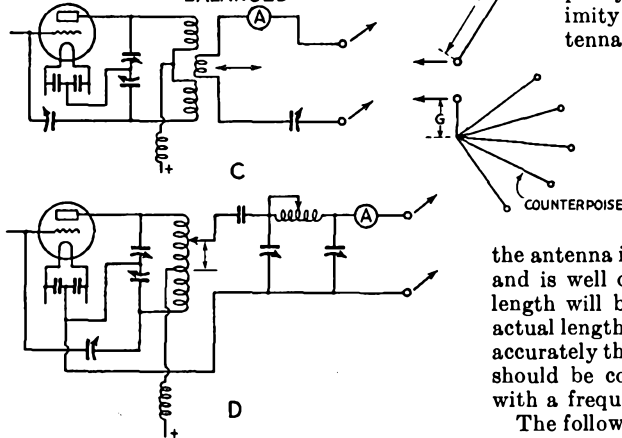 BALANCED
A
+
C
imity
tenna
G
COUNTERPOISE
A
+
D
the antenna i
and is well o
length will b
actual length
accurately th
should be co
with a frequ
The follow